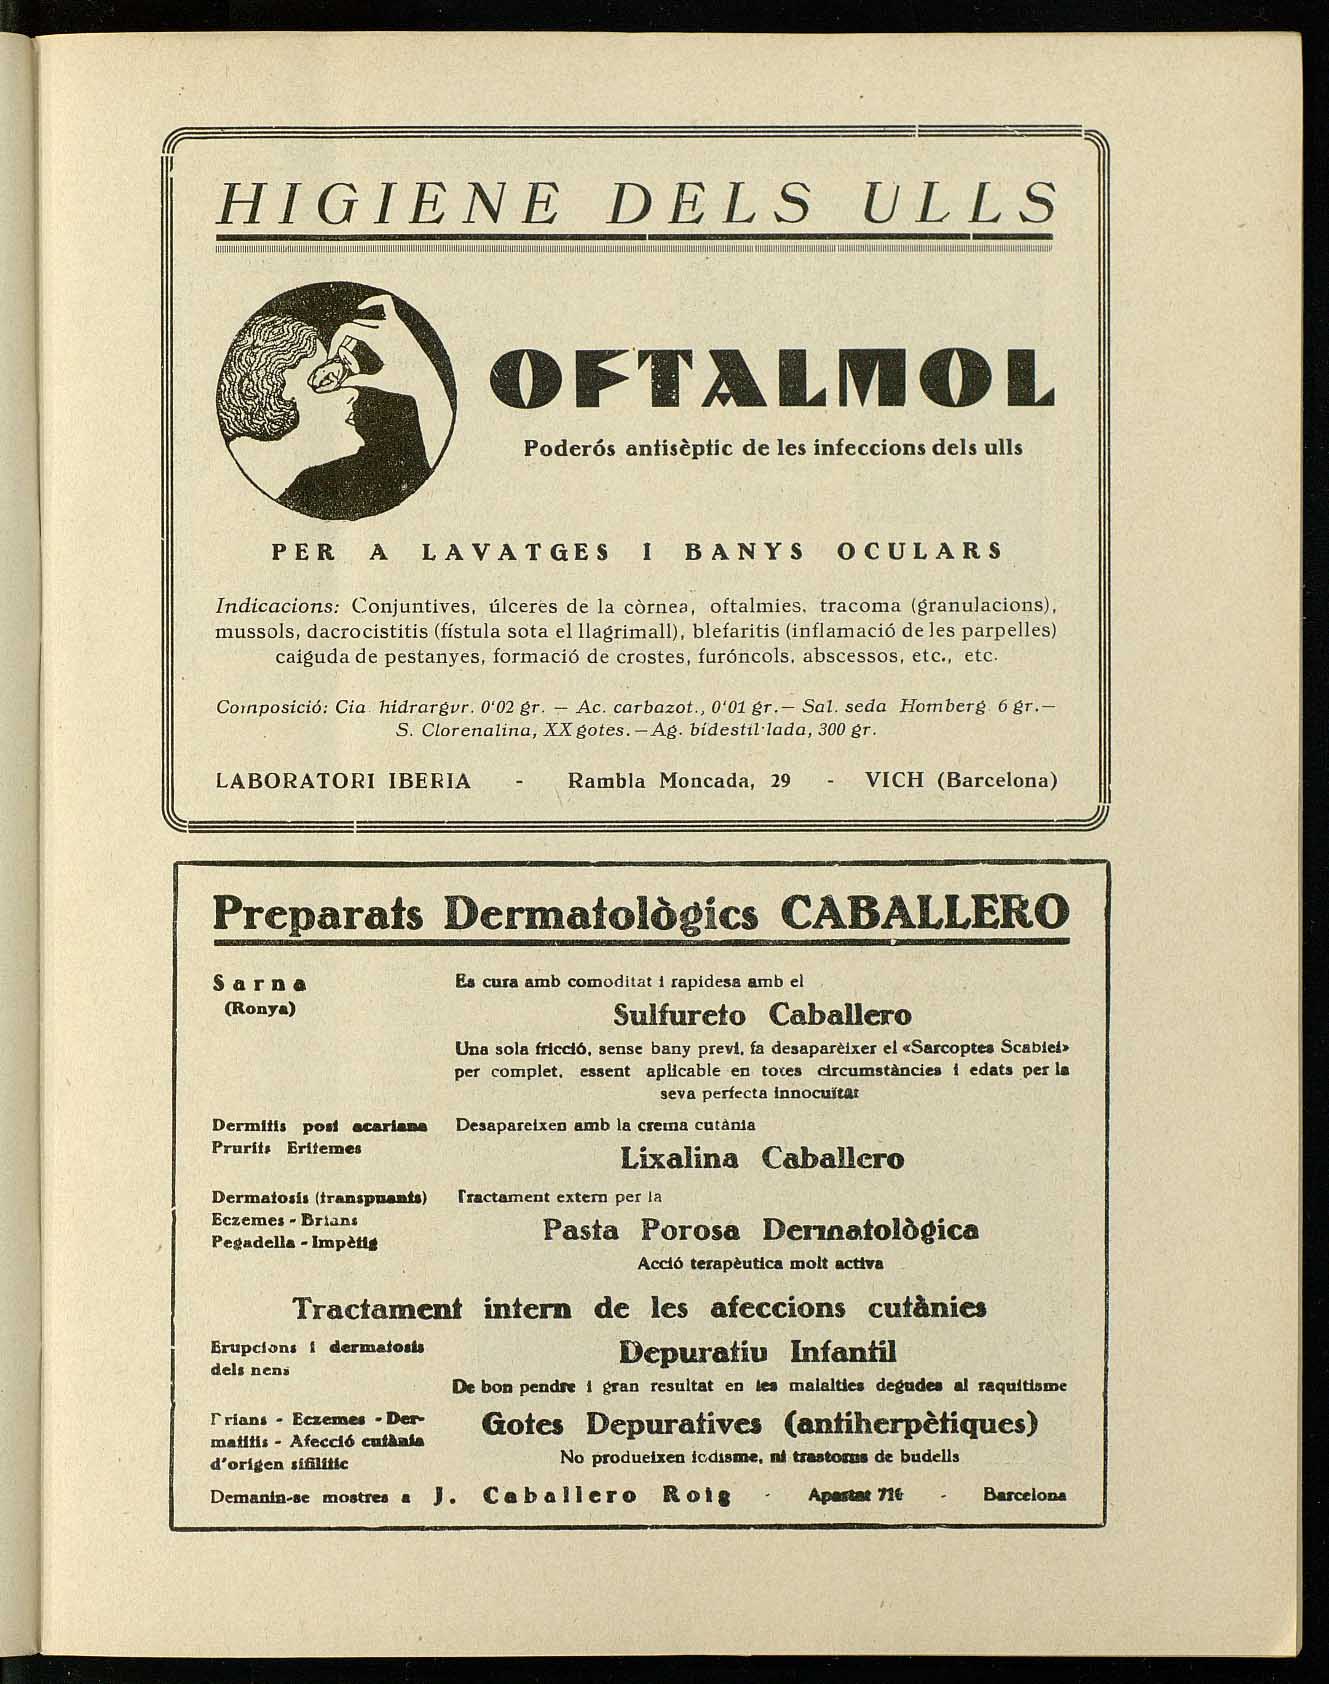 HIGIENE DELS ULLS
OFTALMOL
Poderós antisèptic de les infeccions dels ulls
PER A LAVATGES I BANYS OCULARS
Indicacions: Conjuntives, úlceres de la còrnea, oftalmies, tracoma (granulacions),
mussols, dacrocistitis (fístula sota el llagrimall), blefaritis (inflamació de les parpelles)
caiguda de pestanyes, formació de crostes, furóncols, abscessos, etc., etc.
Composició: Cia hidrargyr. 0'02 gr. — Ac. carbazot., 0'01 gr. — Sal. seda Homberg 6 gr. —
S. Clorenalina, XX gotes. — Ag. bidestil·lada, 300 gr.
LABORATORI IBERIA - Rambla Moncada, 29 - VICH (Barcelona)
Preparats Dermatològics CABALLERO
Sarna Es cura amb comoditat i rapidesa amb el
(Ronya) Sulfureto Caballero
Una sola fricció, sense bany previ, fa desaparèixer el «Sarcoptes Scabiei»
per complet, essent aplicable en totes circumstàncies i edats per la
seva perfecta innocuïtat
Dermitis post acariana Desapareixen amb la crema cutània
Prurits Eritemes Lixalina Caballero
Dermatosis (transpuants) Tractament extern per la
Eczemes - Brians Pasta Porosa Dermatològica
Pegadella - Impètig Acció terapèutica molt activa
Tractament intern de les afeccions cutànies
Erupcions i dermatosis Depuratiu Infantil
dels nens
De bon pendre i gran resultat en les malalties degudes al raquitisme
Brians - Eczemes - Der- Gotes Depuratives (antiherpètiques)
matitis - Afecció cutània
d'origen sifilític No produeixen iodisme, ni trastorns de budells
Demanin-se mostres a J. Caballero Roig - Apartat 710 - Barcelona